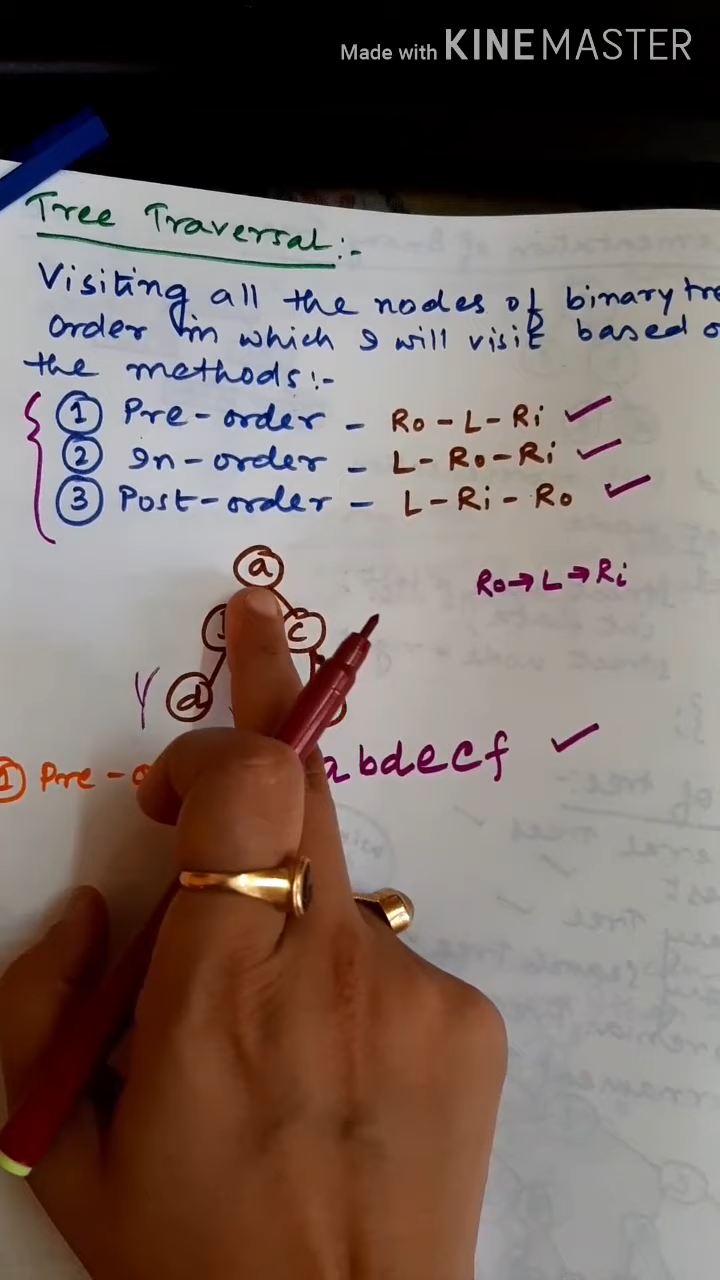 Made with KINEMASTER
Tree Traversal:-
Visiting all the nodes of binary tre
order in which I will visit based o
the methods:-
① Pre-order - Ro-L-Ri ✓
② In-order - L-Ro-Ri ✓
③ Post-order - L-Ri-Ro ✓
a
Ro→L→Ri
c
d
① Pre-o abdecf ✓